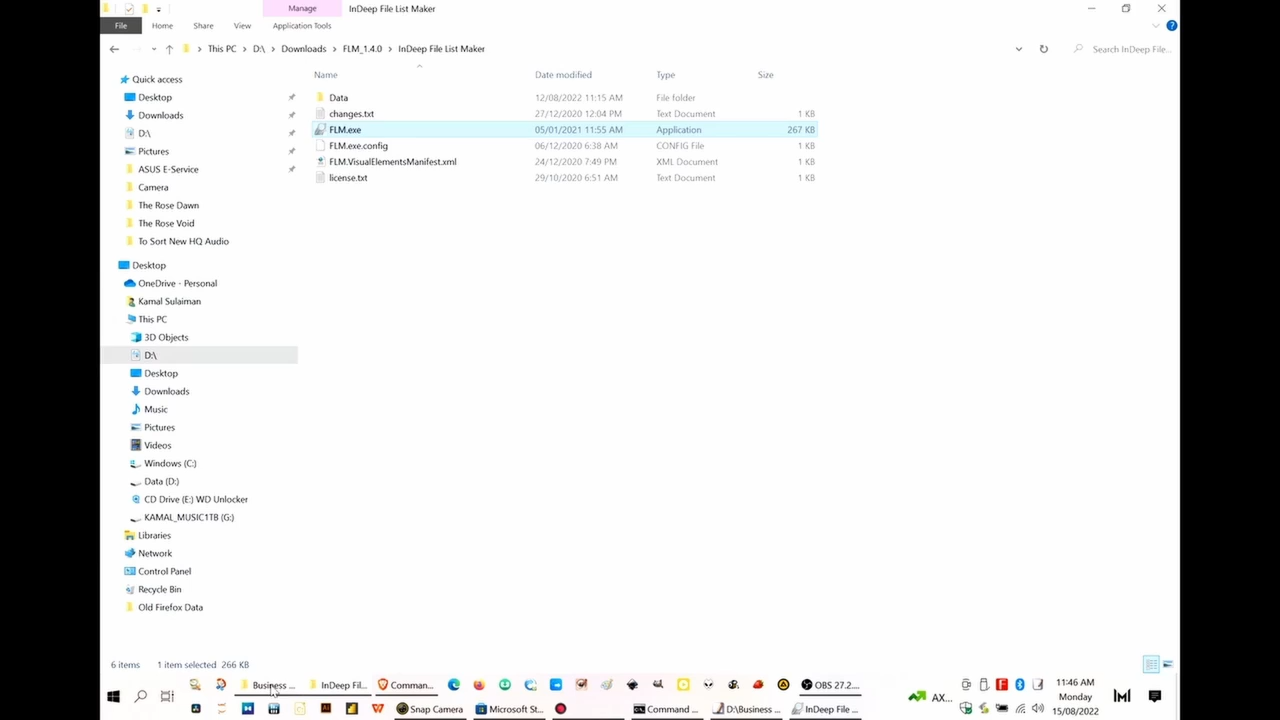 Manage InDeep File List Maker
File Home Share View Application Tools
This PC D:\ Downloads FLM_1.4.0 InDeep File List Maker Search InDeep File...
Name Date modified Type Size
Data 12/08/2022 11:15 AM File folder
changes.txt 27/12/2020 12:04 PM Text Document 1 KB
FLM.exe 05/01/2021 11:55 AM Application 267 KB
FLM.exe.config 06/12/2020 6:38 AM CONFIG File 1 KB
FLM.VisualElementsManifest.xml 24/12/2020 7:49 PM XML Document 1 KB
license.txt 29/10/2020 6:51 AM Text Document 1 KB
Quick access
Desktop
Downloads
D:\
Pictures
ASUS E-Service
Camera
The Rose Dawn
The Rose Void
To Sort New HQ Audio
Desktop
OneDrive - Personal
Kamal Sulaiman
This PC
3D Objects
D:\
Desktop
Downloads
Music
Pictures
Videos
Windows (C:)
Data (D:)
CD Drive (E:) WD Unlocker
KAMAL_MUSIC1TB (G:)
Libraries
Network
Control Panel
Recycle Bin
Old Firefox Data
6 items 1 item selected 266 KB
Business ... InDeep Fil... Comman... OBS 27.2...
Snap Camera Microsoft St... Command ... D:\Business ... InDeep File ...
AX...
11:46 AM
Monday
15/08/2022